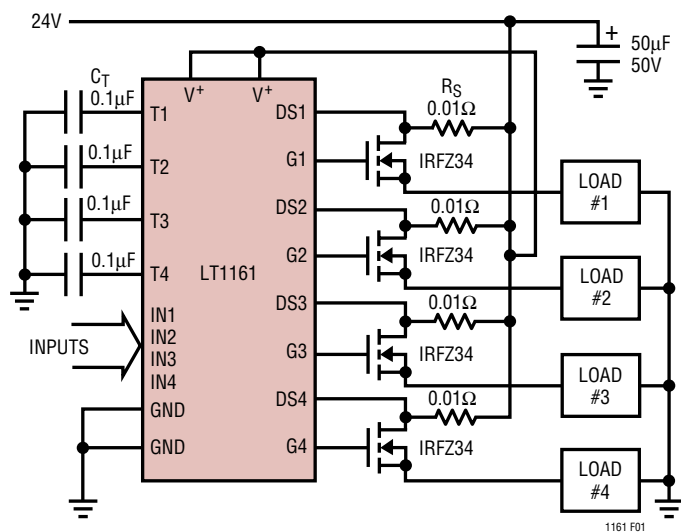 24V
+
50µF
50V
CT
0.1µF
V+
V+
RS
0.01Ω
T1
DS1
0.1µF
G1
IRFZ34
LOAD
#1
T2
DS2
0.01Ω
0.1µF
T3
LT1161
G2
IRFZ34
LOAD
#2
0.1µF
T4
DS3
0.01Ω
INPUTS
IN1
IN2
IN3
IN4
G3
IRFZ34
LOAD
#3
GND
DS4
0.01Ω
GND
G4
IRFZ34
LOAD
#4
1161 F01